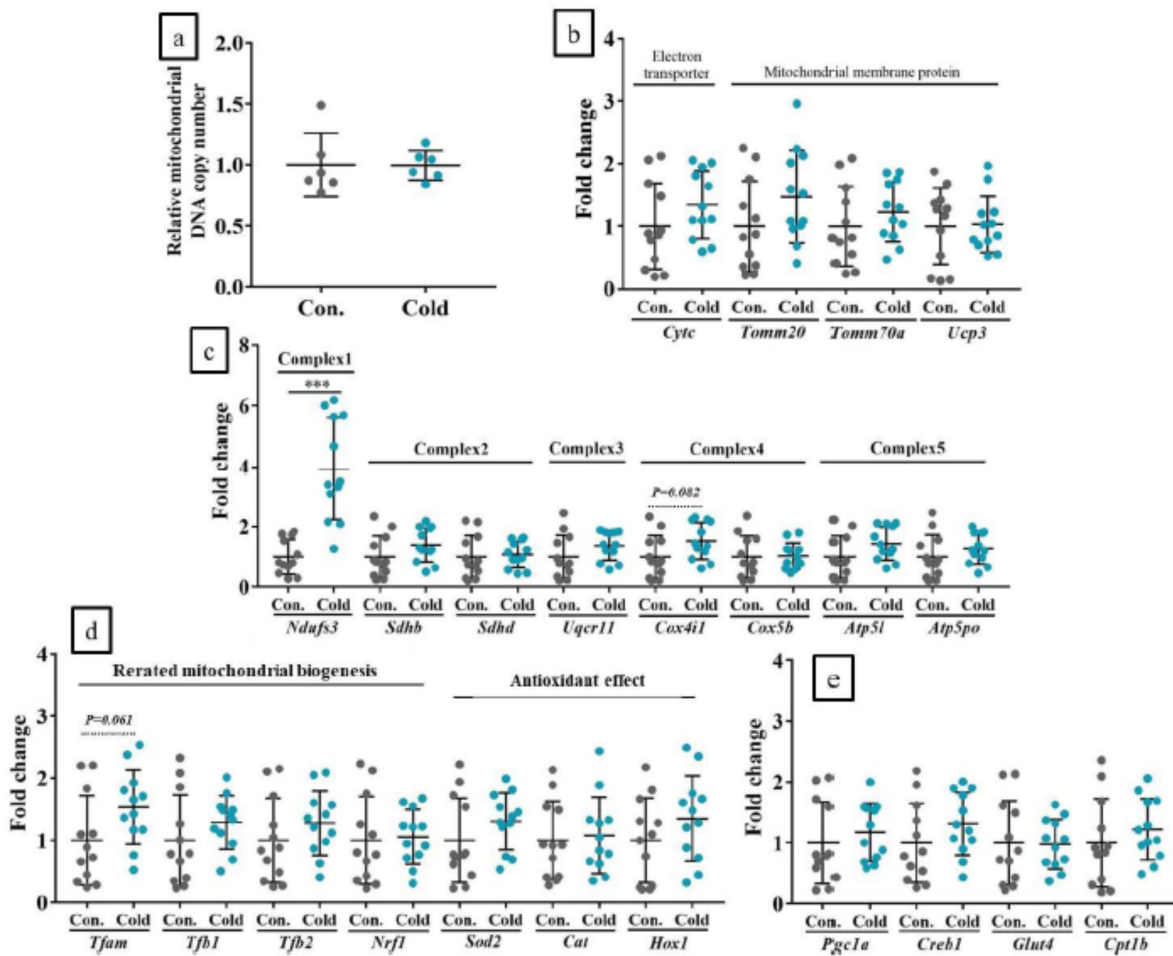 a
Relative mitochondrial
DNA copy number
2.0
1.5
1.0
0.5
0.0
Con. Cold
b
Electron
transporter
Mitochondrial membrane protein
Fold change
4
3
2
1
0
Con. Cold Con. Cold Con. Cold Con. Cold
Cytc Tomm20 Tomm70a Ucp3
c
Fold change
8
6
4
2
0
Complex1
***
Complex2
Complex3
Complex4
Complex5
P=0.082
Con. Cold Con. Cold Con. Cold Con. Cold Con. Cold Con. Cold Con. Cold Con. Cold
Ndufs3 Sdhb Sdhd Uqcr11 Cox4i1 Cox5b Atp5l Atp5po
d
Fold change
4
3
2
1
0
Rerated mitochondrial biogenesis
Antioxidant effect
P=0.061
Con. Cold Con. Cold Con. Cold Con. Cold Con. Cold Con. Cold Con. Cold
Tfam Tfb1 Tfb2 Nrf1 Sod2 Cat Hox1
e
Fold change
4
3
2
1
0
Con. Cold Con. Cold Con. Cold Con. Cold
Pgc1a Creb1 Glut4 Cpt1b